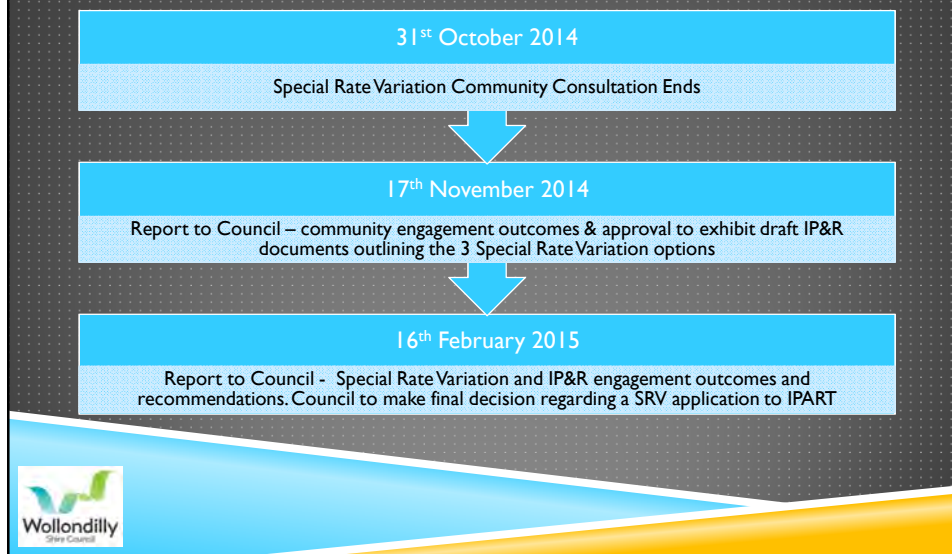 31st October 2014
Special Rate Variation Community Consultation Ends
17th November 2014
Report to Council – community engagement outcomes & approval to exhibit draft IP&R
documents outlining the 3 Special Rate Variation options
16th February 2015
Report to Council - Special Rate Variation and IP&R engagement outcomes and
recommendations. Council to make final decision regarding a SRV application to IPART
Wollondilly
Shire Council